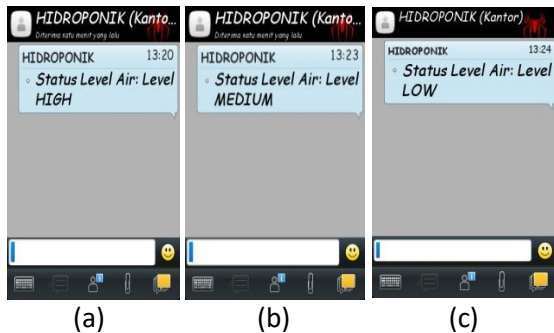 HIDROPONIK (Kanto...
Diterima satu menit yang lalu
HIDROPONIK 13:20
Status Level Air: Level
HIGH
(a)
HIDROPONIK (Kanto...
Diterima satu menit yang lalu
HIDROPONIK 13:23
Status Level Air: Level
MEDIUM
(b)
HIDROPONIK (Kantor)
HIDROPONIK 13:24
Status Level Air: Level
LOW
(c)